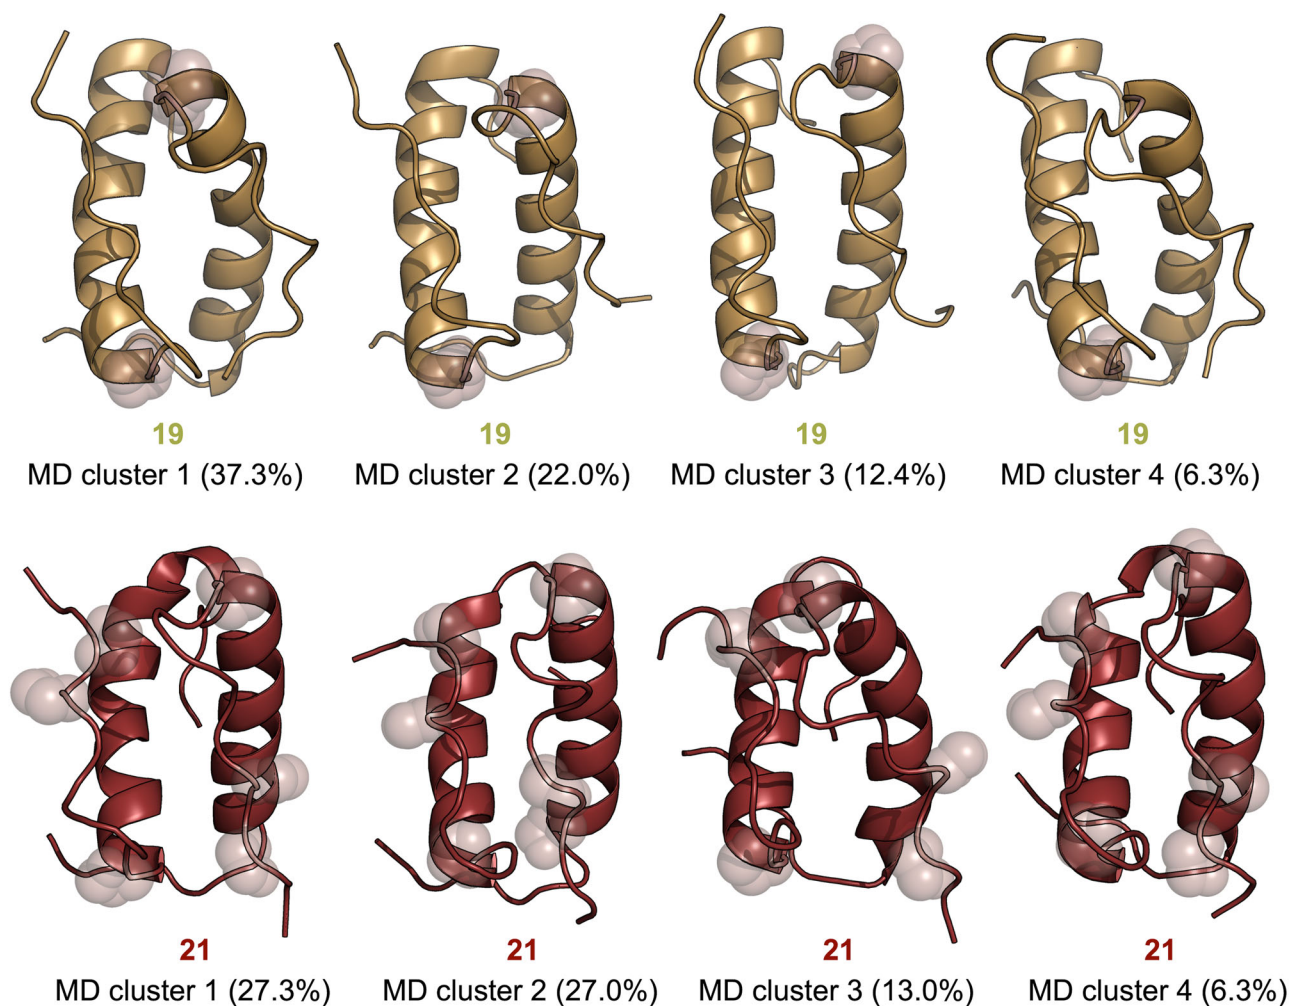 19
MD cluster 1 (37.3%)
19
MD cluster 2 (22.0%)
19
MD cluster 3 (12.4%)
19
MD cluster 4 (6.3%)
21
MD cluster 1 (27.3%)
21
MD cluster 2 (27.0%)
21
MD cluster 3 (13.0%)
21
MD cluster 4 (6.3%)